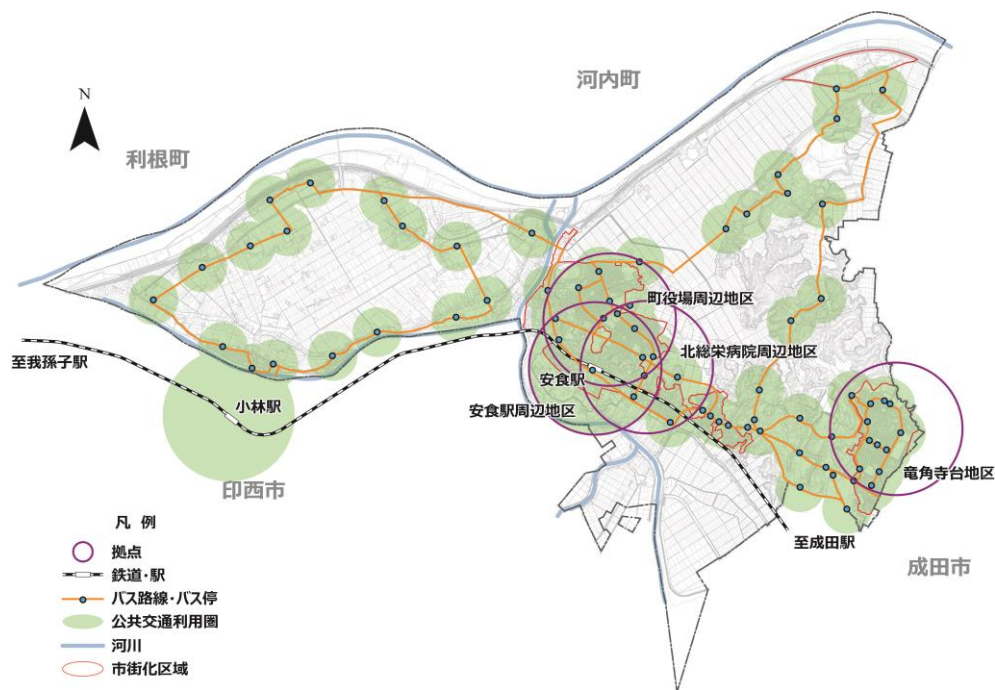 河内町
N
利根町
町役場周辺地区
北総栄病院周辺地区
至我孫子駅
安食駅
小林駅
安食駅周辺地区
竜角寺台地区
印西市
至成田駅
成田市
凡 例
拠点
鉄道・駅
バス路線・バス停
公共交通利用圏
河川
市街化区域